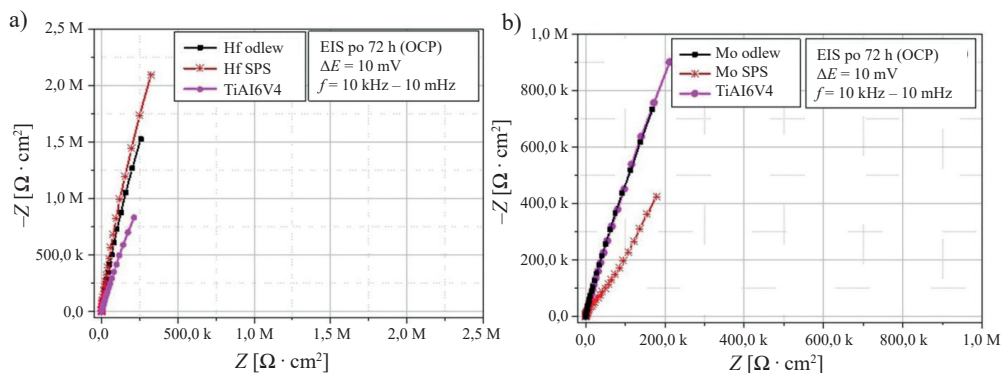 a)
2,5 M
2,0 M
1,5 M
1,0 M
500,0 k
0,0
–Z [Ω · cm²]
Hf odlew
Hf SPS
TiAI6V4
EIS po 72 h (OCP)
ΔE = 10 mV
f = 10 kHz – 10 mHz
0,0 500,0 k 1,0 M 1,5 M 2,0 M 2,5 M
Z [Ω · cm²]
b)
1,0 M
800,0 k
600,0 k
400,0 k
200,0 k
0,0
–Z [Ω · cm²]
Mo odlew
Mo SPS
TiAI6V4
EIS po 72 h (OCP)
ΔE = 10 mV
f = 10 kHz – 10 mHz
0,0 200,0 k 400,0 k 600,0 k 800,0 k 1,0 M
Z [Ω · cm²]